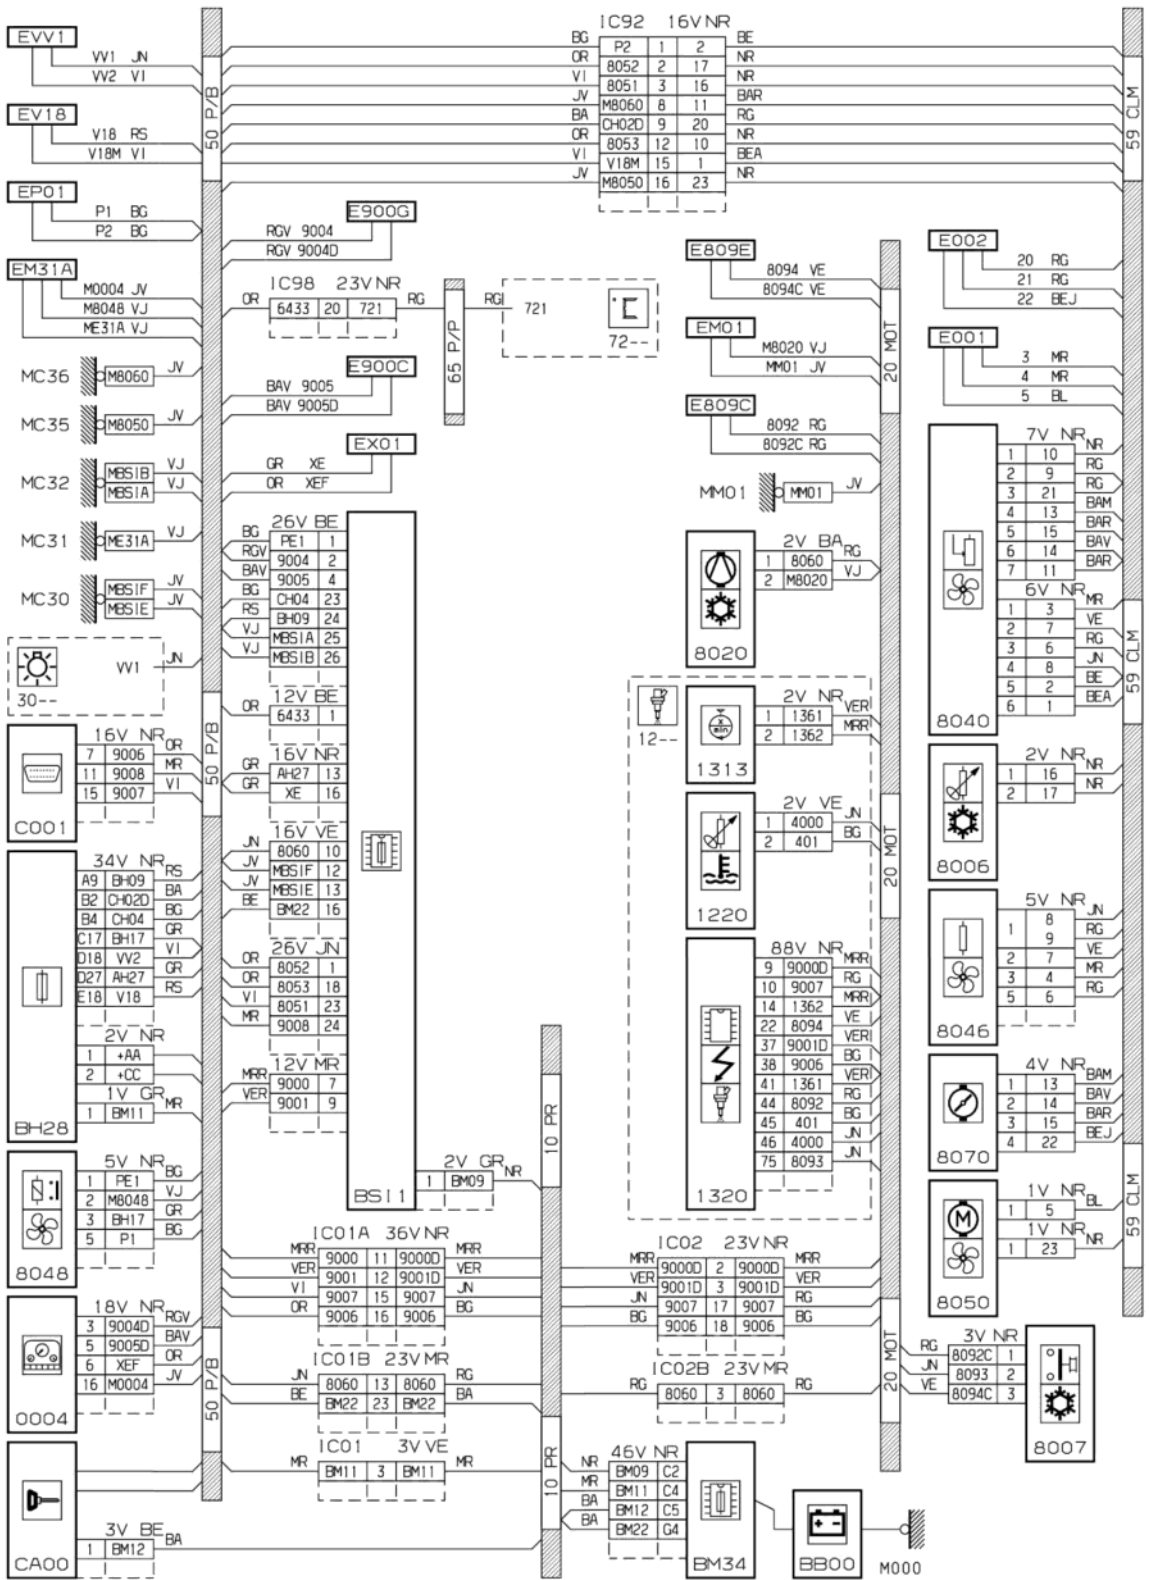 EVV1
VV1 JN
VV2 VI
EV18
V18 RS
V18M VI
EP01
P1 BG
P2 BG
EM31A
M0004 JV
M8048 VJ
ME31A VJ
MC36 M8060 JV
MC35 M8050 JV
MC32 MBSIB VJ
MBSIA VJ
MC31 ME31A VJ
MC30 MBSIF JV
MBSIE JV
VV1 JN
30--
16V NR
7 9006 OR
11 9008 MR
15 9007 VI
C001
34V NR
A9 BH09 RS
B2 CH02D BA
B4 CH04 BG
C17 BH17 GR
D18 VV2 VI
D27 AH27 GR
E18 V18 RS
2V NR
1 +AA
2 +CC
1V GR
1 BM11 MR
BH28
5V NR
1 PE1 BG
2 M8048 VJ
3 BH17 GR
5 P1 BG
8048
18V NR
3 9004D RGV
5 9005D BAV
6 XEF OR
16 M0004 JV
0004
3V BE
1 BM12 BA
CA00
50 P/B
50 P/B
50 P/B
IC92 16V NR
BG P2 1 2 BE
OR 8052 2 17 NR
VI 8051 3 16 NR
JV M8060 8 11 BAR
BA CH02D 9 20 RG
OR 8053 12 10 NR
VI V18M 15 1 BEA
JV M8050 16 23 NR
E900G
RGV 9004
RGV 9004D
IC98 23V NR
OR 6433 20 721 RG
65 P/P
RG 721
72--
E900C
BAV 9005
BAV 9005D
EX01
GR XE
OR XEF
26V BE
BG PE1 1
RGV 9004 2
BAV 9005 4
BG CH04 23
RS BH09 24
VJ MBSIA 25
VJ MBSIB 26
12V BE
OR 6433 1
16V NR
GR AH27 13
GR XE 16
16V VE
JN 8060 10
JV MBSIF 12
JV MBSIE 13
BE BM22 16
26V JN
OR 8052 1
OR 8053 18
VI 8051 23
MR 9008 24
12V MR
MRR 9000 7
VER 9001 9
BSI1
2V GR
1 BM09 NR
IC01A 36V NR
MRR 9000 11 9000D MRR
VER 9001 12 9001D VER
VI 9007 15 9007 JN
OR 9006 16 9006 BG
IC01B 23V MR
JN 8060 13 8060 RG
BE BM22 23 BM22 BA
IC01 3V VE
MR BM11 3 BM11 MR
10 PR
10 PR
E809E
8094 VE
8094C VE
EM01
M8020 VJ
MM01 JV
E809C
8092 RG
8092C RG
MM01 MM01 JV
2V BA
1 8060 RG
2 M8020 VJ
8020
12--
2V NR
1 1361 VER
2 1362 MRR
1313
2V VE
1 4000 JN
2 401 BG
1220
88V NR
9 9000D MRR
10 9007 RG
14 1362 MRR
22 8094 VE
37 9001D VER
38 9006 BG
41 1361 VER
44 8092 RG
45 401 BG
46 4000 JN
75 8093 JN
1320
IC02 23V NR
MRR 9000D 2 9000D MRR
VER 9001D 3 9001D VER
JN 9007 17 9007 RG
BG 9006 18 9006 BG
IC02B 23V MR
RG 8060 3 8060 RG
46V NR
NR BM09 C2
MR BM11 C4
BA BM12 C5
BA BM22 G4
BM34
BB00
M000
20 MOT
20 MOT
20 MOT
E002
20 RG
21 RG
22 BEJ
E001
3 MR
4 MR
5 BL
7V NR
1 10 NR
2 9 RG
3 21 RG
4 13 BAM
5 15 BAR
6 14 BAV
7 11 BAR
6V NR
1 3 MR
2 7 VE
3 6 RG
4 8 JN
5 2 BE
6 1 BEA
8040
2V NR
1 16 NR
2 17 NR
8006
5V NR
1 8 JN
9 RG
2 7 VE
3 4 MR
5 6 RG
8046
4V NR
1 13 BAM
2 14 BAV
3 15 BAR
4 22 BEJ
8070
M
1V NR
1 5 BL
1V NR
1 23 NR
8050
3V NR
RG 8092C 1
JN 8093 2
VE 8094C 3
8007
59 CLM
59 CLM
59 CLM